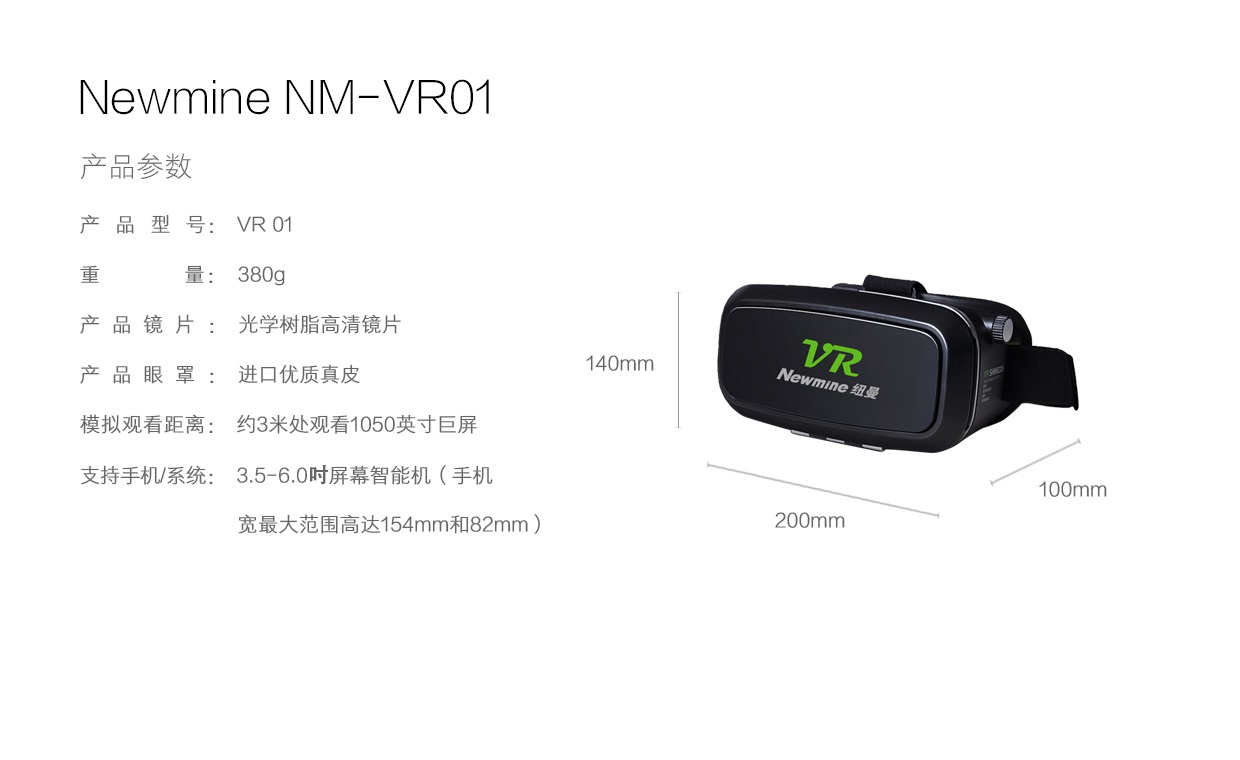 Newmine NM-VR01
产品参数
产品型号： VR 01
重量： 380g
产品镜片： 光学树脂高清镜片
产品眼罩： 进口优质真皮
模拟观看距离： 约3米处观看1050英寸巨屏
支持手机/系统： 3.5-6.0吋屏幕智能机（手机
宽最大范围高达154mm和82mm）
140mm
VR
Newmine 纽曼
200mm
100mm